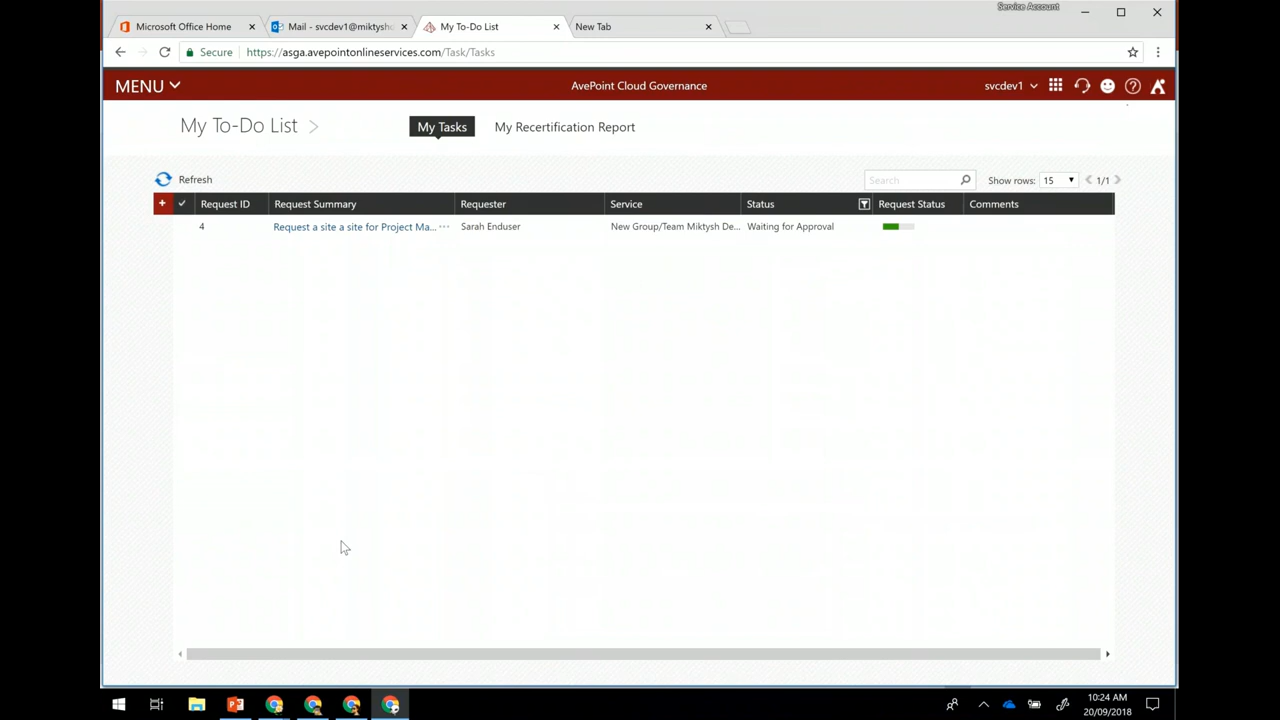 Service Account
Microsoft Office Home
Mail - svcdev1@miktysh
My To-Do List
New Tab
Secure
https://asga.avepointonlineservices.com/Task/Tasks
MENU
AvePoint Cloud Governance
svcdev1
My To-Do List
My Tasks
My Recertification Report
Refresh
Search
Show rows:
15
1/1
Request ID
Request Summary
Requester
Service
Status
Request Status
Comments
4
Request a site a site for Project Ma...
Sarah Enduser
New Group/Team Miktysh De...
Waiting for Approval
10:24 AM
20/09/2018